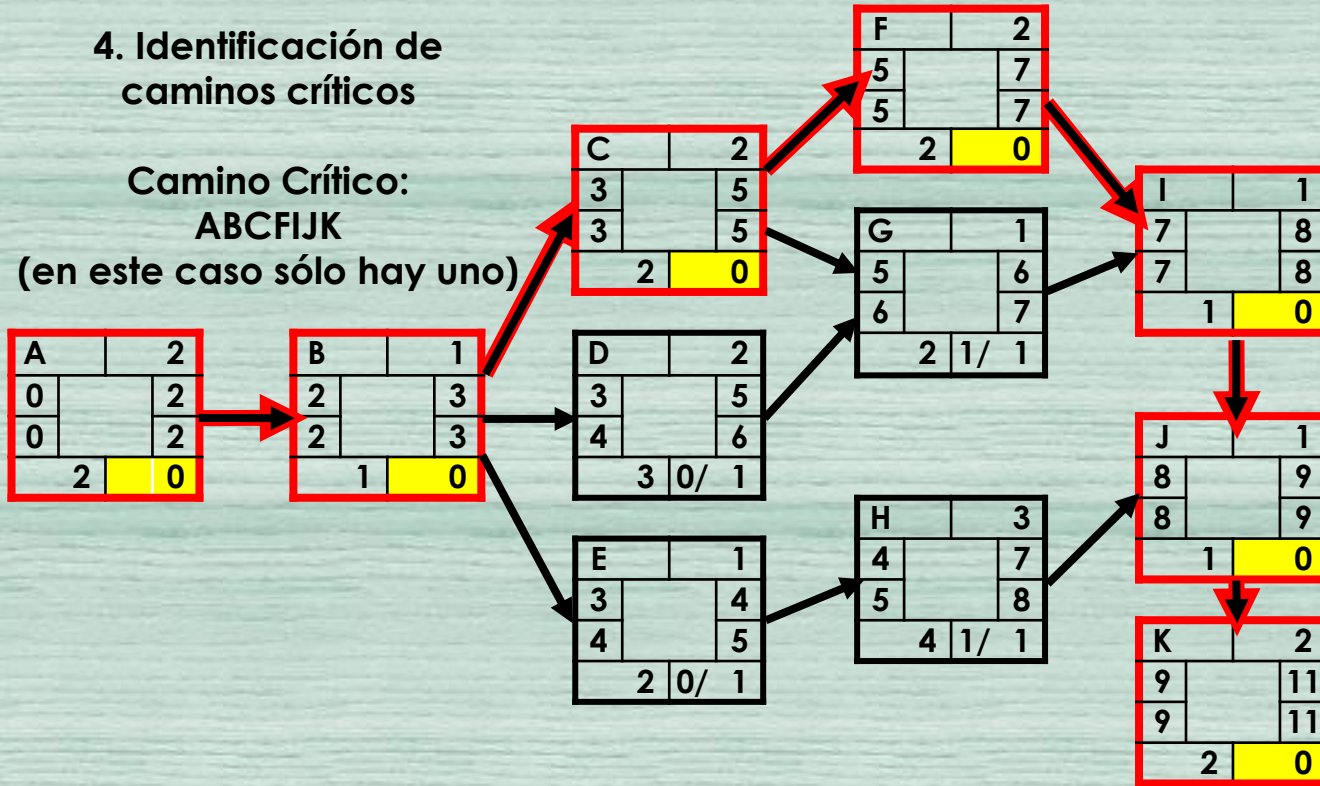 4. Identificación de
caminos críticos
Camino Crítico:
ABCFIJK
(en este caso sólo hay uno)
A 2
0 2
0 2
2 0
B 1
2 3
2 3
1 0
C 2
3 5
3 5
2 0
D 2
3 5
4 6
3 0/ 1
E 1
3 4
4 5
2 0/ 1
F 2
5 7
5 7
2 0
G 1
5 6
6 7
2 1/ 1
H 3
4 7
5 8
4 1/ 1
I 1
7 8
7 8
1 0
J 1
8 9
8 9
1 0
K 2
9 11
9 11
2 0